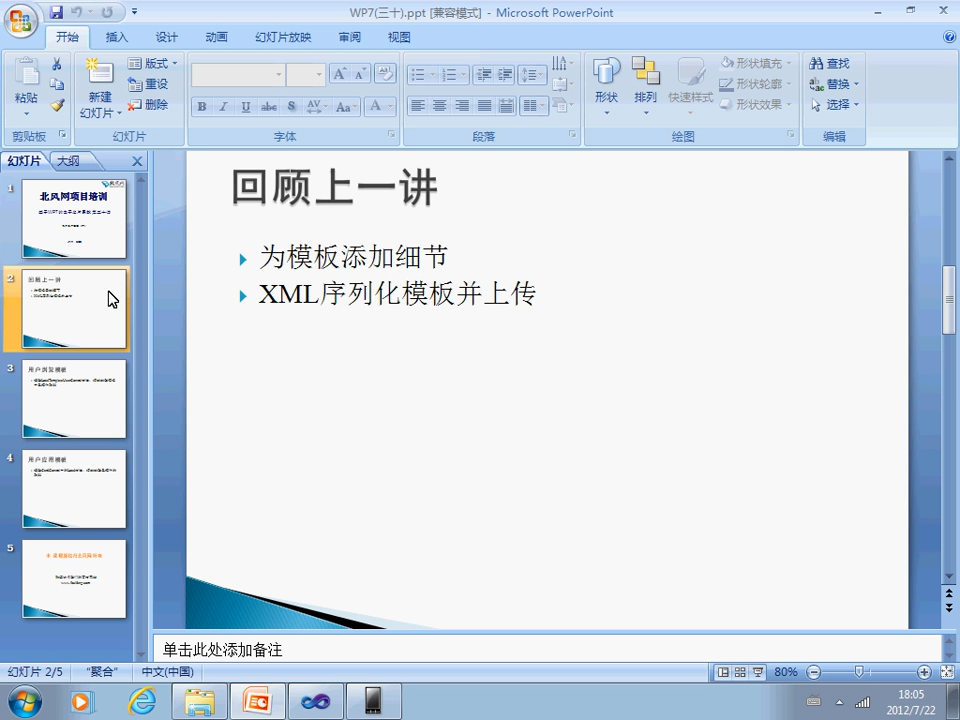 WP7(三十).ppt [兼容模式] - Microsoft PowerPoint
开始 插入 设计 动画 幻灯片放映 审阅 视图
粘贴
剪贴板
新建
幻灯片
版式
重设
删除
幻灯片
字体
段落
形状
排列
快速样式
形状填充
形状轮廓
形状效果
绘图
查找
替换
选择
编辑
幻灯片 大纲
1
北风网项目培训
2
回顾上一讲
3
用户浏览模板
4
用户应用模板
5
回顾上一讲
为模板添加细节
XML序列化模板并上传
单击此处添加备注
幻灯片 2/5 “聚合” 中文(中国) 80%
18:05
2012/7/22